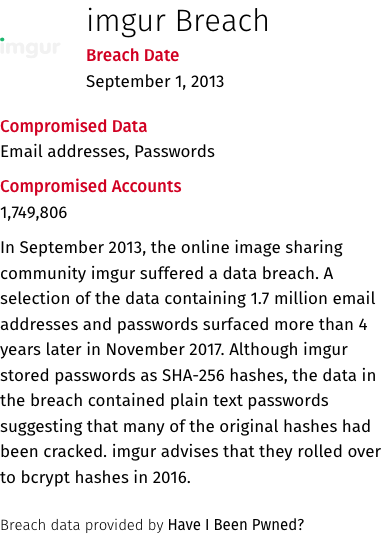 imgur Breach
imgur
Breach Date
September 1, 2013
Compromised Data
Email addresses, Passwords
Compromised Accounts
1,749,806
In September 2013, the online image sharing
community imgur suffered a data breach. A
selection of the data containing 1.7 million email
addresses and passwords surfaced more than 4
years later in November 2017. Although imgur
stored passwords as SHA-256 hashes, the data in
the breach contained plain text passwords
suggesting that many of the original hashes had
been cracked. imgur advises that they rolled over
to bcrypt hashes in 2016.
Breach data provided by Have I Been Pwned?